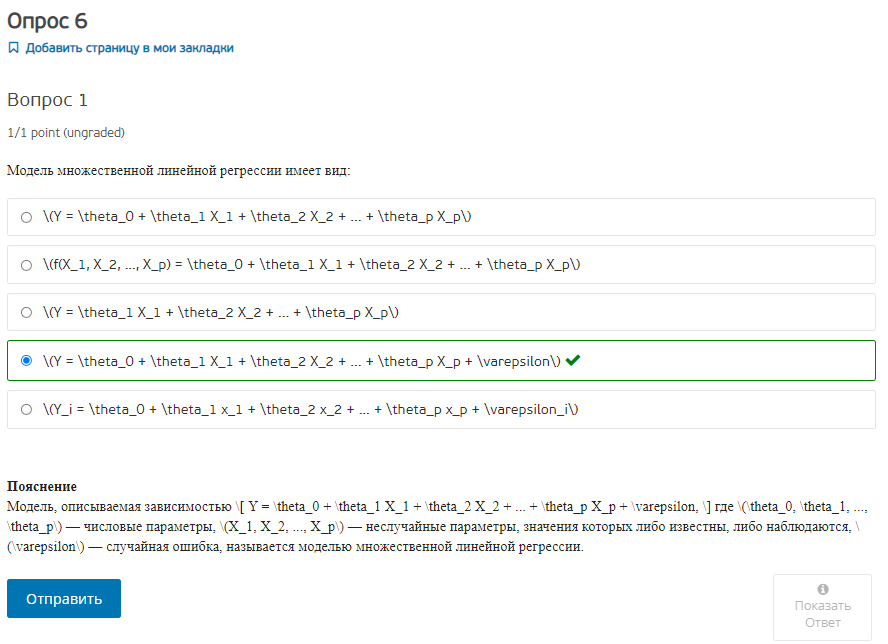 Опрос 6
Добавить страницу в мои закладки
Вопрос 1
1/1 point (ungraded)
Модель множественной линейной регрессии имеет вид:
\(Y = \theta_0 + \theta_1 X_1 + \theta_2 X_2 + ... + \theta_p X_p\)
\(f(X_1, X_2, ..., X_p) = \theta_0 + \theta_1 X_1 + \theta_2 X_2 + ... + \theta_p X_p\)
\(Y = \theta_1 X_1 + \theta_2 X_2 + ... + \theta_p X_p\)
\(Y = \theta_0 + \theta_1 X_1 + \theta_2 X_2 + ... + \theta_p X_p + \varepsilon\)
\(Y_i = \theta_0 + \theta_1 x_1 + \theta_2 x_2 + ... + \theta_p x_p + \varepsilon_i\)
Пояснение
Модель, описываемая зависимостью \[ Y = \theta_0 + \theta_1 X_1 + \theta_2 X_2 + ... + \theta_p X_p + \varepsilon, \] где \(\theta_0, \theta_1, ...,
\theta_p\) — числовые параметры, \(X_1, X_2, ..., X_p\) — неслучайные параметры, значения которых либо известны, либо наблюдаются, \
(\varepsilon\) — случайная ошибка, называется моделью множественной линейной регрессии.
Отправить
Показать
Ответ